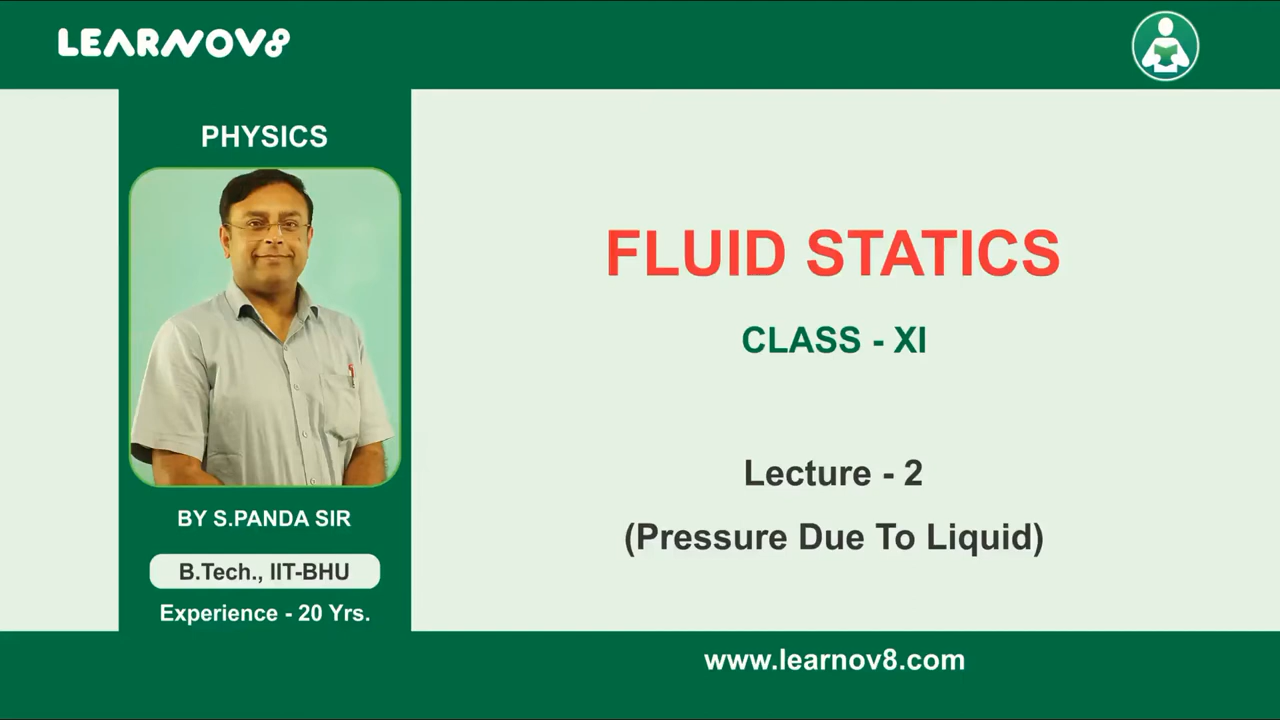 LEARNOV8
PHYSICS
BY S.PANDA SIR
B.Tech., IIT-BHU
Experience - 20 Yrs.
FLUID STATICS
CLASS - XI
Lecture - 2
(Pressure Due To Liquid)
www.learnov8.com